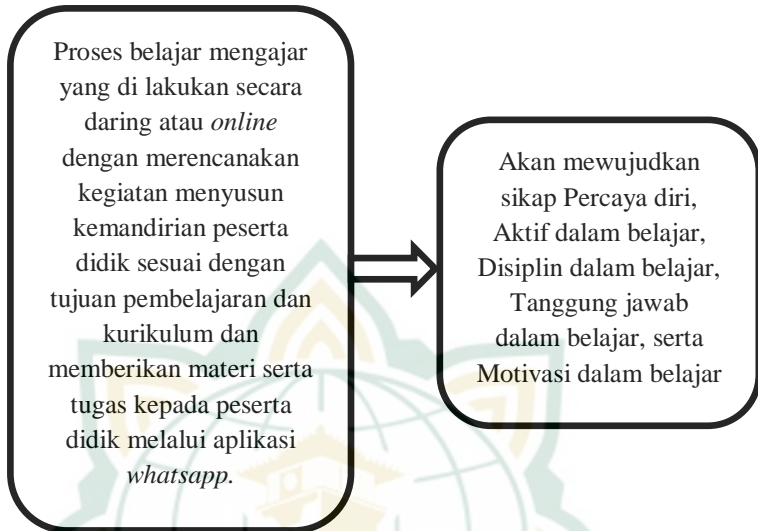 Proses belajar mengajar
yang di lakukan secara
daring atau online
dengan merencanakan
kegiatan menyusun
kemandirian peserta
didik sesuai dengan
tujuan pembelajaran dan
kurikulum dan
memberikan materi serta
tugas kepada peserta
didik melalui aplikasi
whatsapp.
Akan mewujudkan
sikap Percaya diri,
Aktif dalam belajar,
Disiplin dalam belajar,
Tanggung jawab
dalam belajar, serta
Motivasi dalam belajar